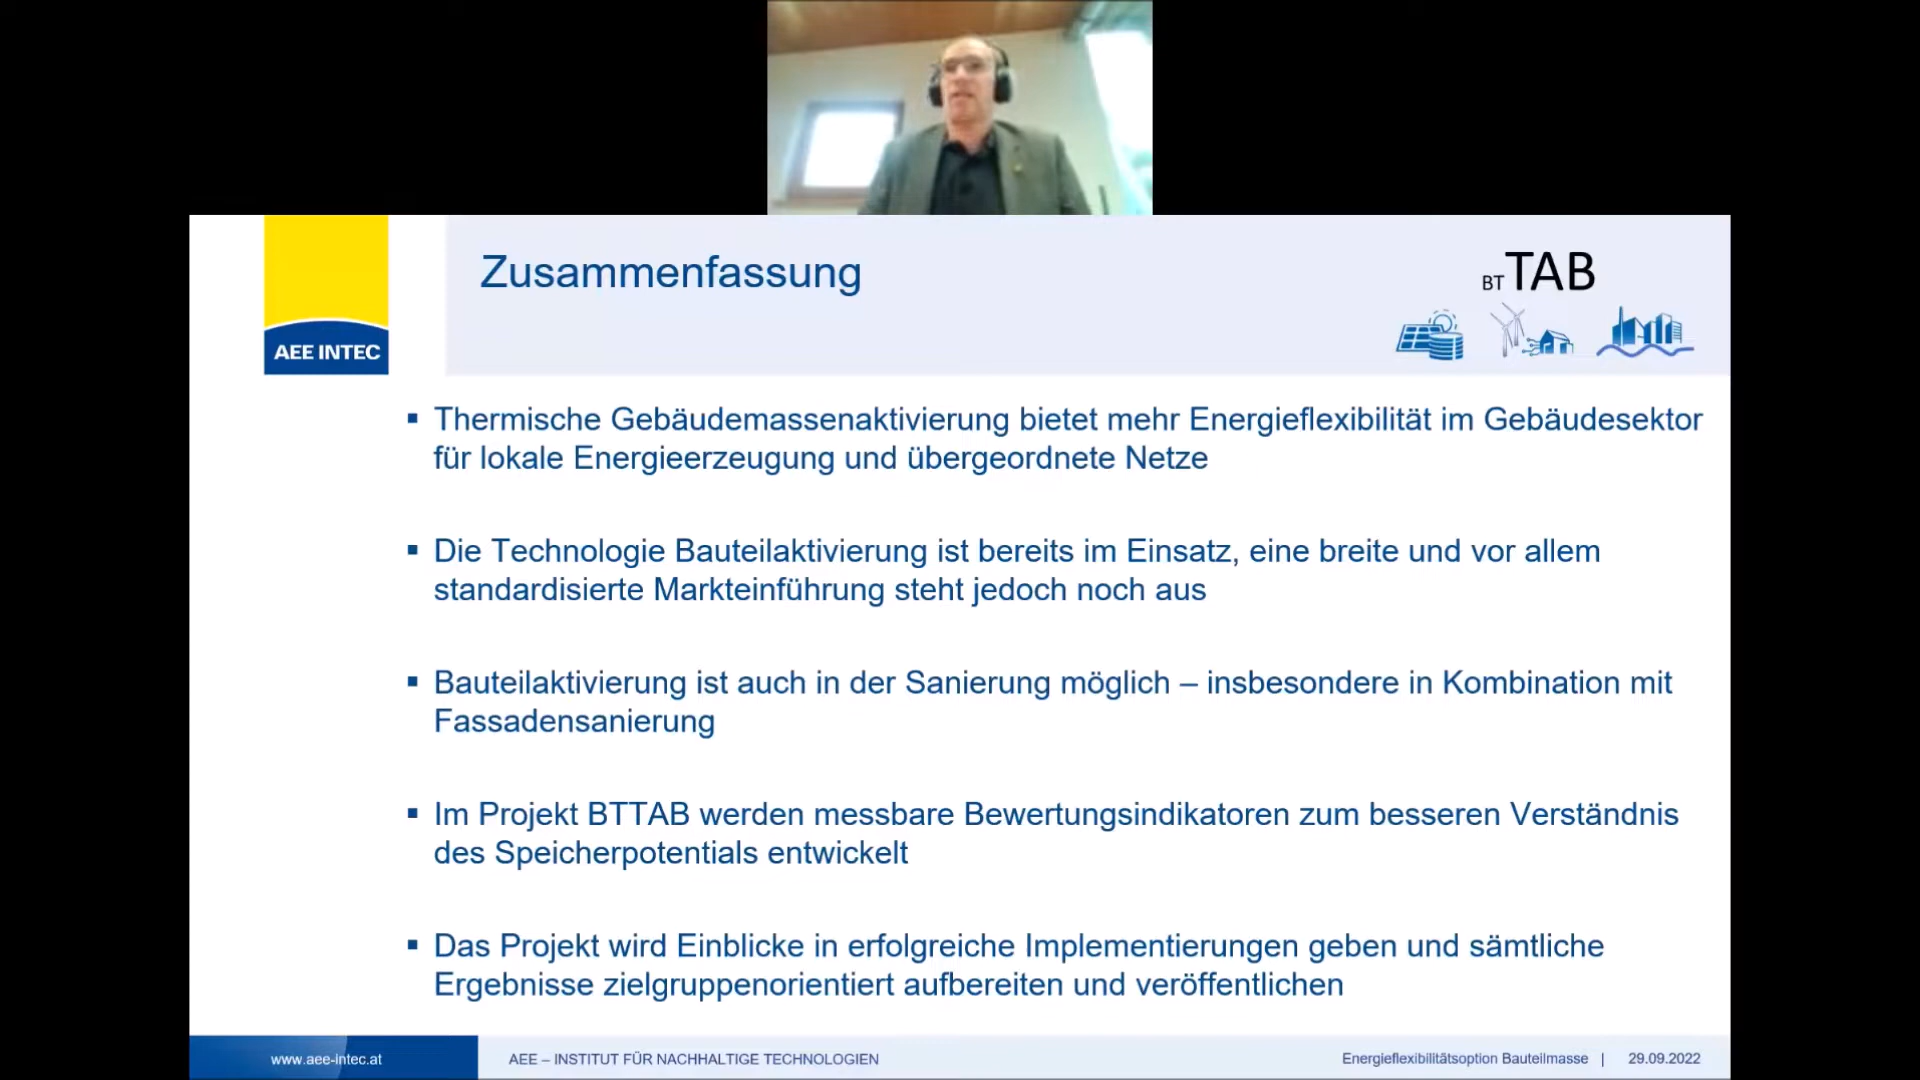 Zusammenfassung
BT TAB
AEE INTEC
▪ Thermische Gebäudemassenaktivierung bietet mehr Energieflexibilität im Gebäudesektor
für lokale Energieerzeugung und übergeordnete Netze
▪ Die Technologie Bauteilaktivierung ist bereits im Einsatz, eine breite und vor allem
standardisierte Markteinführung steht jedoch noch aus
▪ Bauteilaktivierung ist auch in der Sanierung möglich – insbesondere in Kombination mit
Fassadensanierung
▪ Im Projekt BTTAB werden messbare Bewertungsindikatoren zum besseren Verständnis
des Speicherpotentials entwickelt
▪ Das Projekt wird Einblicke in erfolgreiche Implementierungen geben und sämtliche
Ergebnisse zielgruppenorientiert aufbereiten und veröffentlichen
www.aee-intec.at
AEE – INSTITUT FÜR NACHHALTIGE TECHNOLOGIEN
Energieflexibilitätsoption Bauteilmasse | 29.09.2022